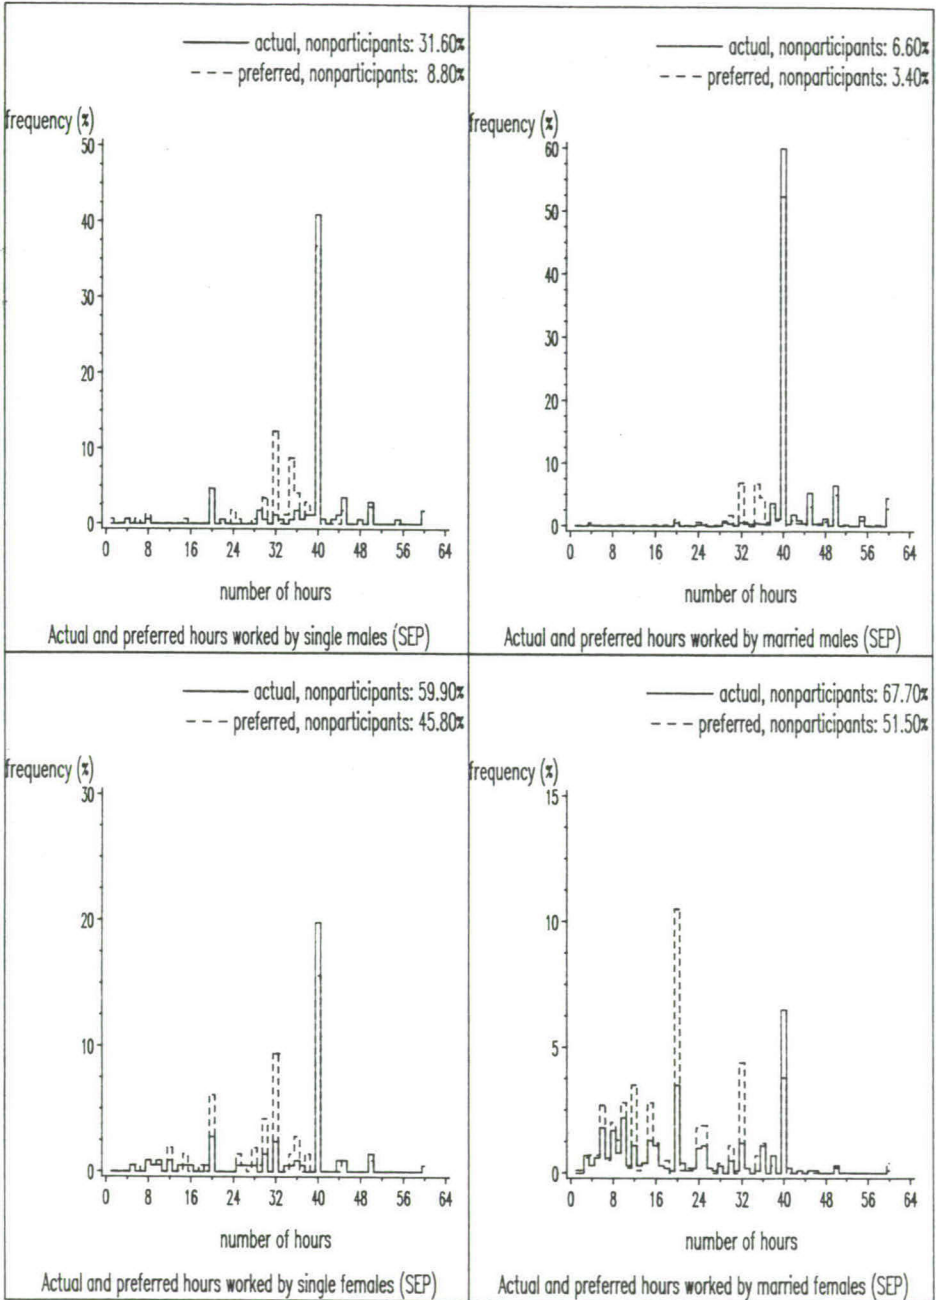 actual, nonparticipants: 31.60%
preferred, nonparticipants: 8.80%
frequency (%)
50
40
30
20
10
0
0 8 16 24 32 40 48 56 64
number of hours
Actual and preferred hours worked by single males (SEP)
actual, nonparticipants: 6.60%
preferred, nonparticipants: 3.40%
frequency (%)
60
50
40
30
20
10
0
0 8 16 24 32 40 48 56 64
number of hours
Actual and preferred hours worked by married males (SEP)
actual, nonparticipants: 59.90%
preferred, nonparticipants: 45.80%
frequency (%)
30
20
10
0
0 8 16 24 32 40 48 56 64
number of hours
Actual and preferred hours worked by single females (SEP)
actual, nonparticipants: 67.70%
preferred, nonparticipants: 51.50%
frequency (%)
15
10
5
0
0 8 16 24 32 40 48 56 64
number of hours
Actual and preferred hours worked by married females (SEP)